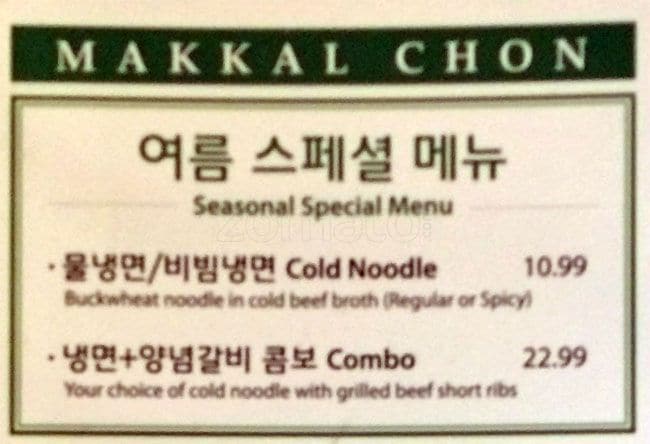 MAKKAL CHON
여름 스페셜 메뉴
Seasonal Special Menu
zomato
· 물냉면/비빔냉면 Cold Noodle 10.99
Buckwheat noodle in cold beef broth (Regular or Spicy)
· 냉면+양념갈비 콤보 Combo 22.99
Your choice of cold noodle with grilled beef short ribs